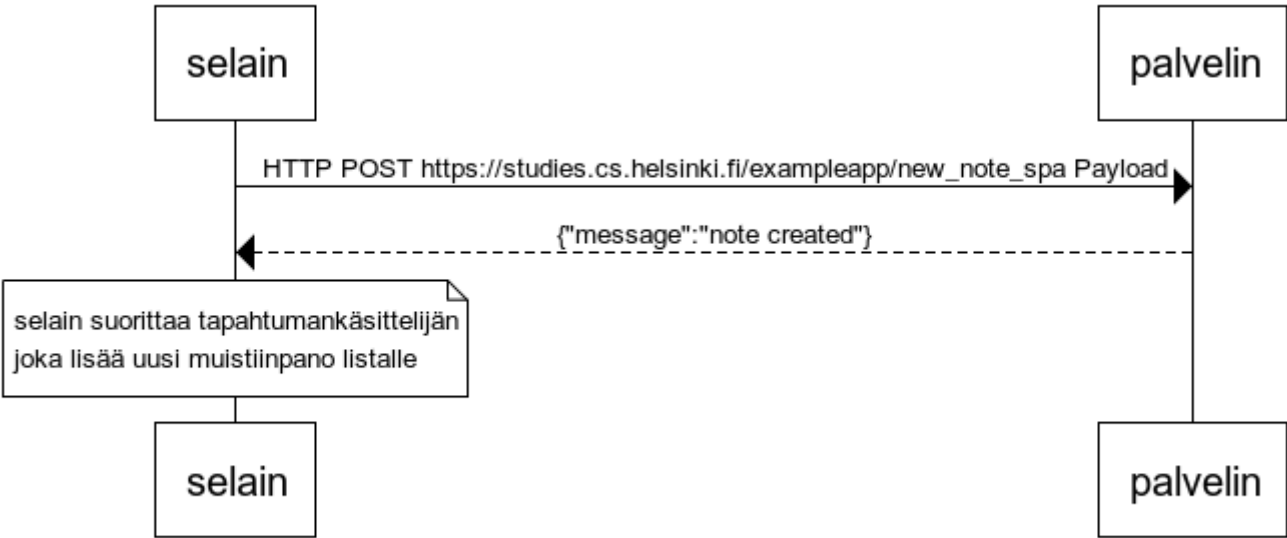 selain
palvelin
HTTP POST https://studies.cs.helsinki.fi/exampleapp/new_note_spa Payload
{"message":"note created"}
selain suorittaa tapahtumankäsittelijän
joka lisää uusi muistiinpano listalle
selain
palvelin